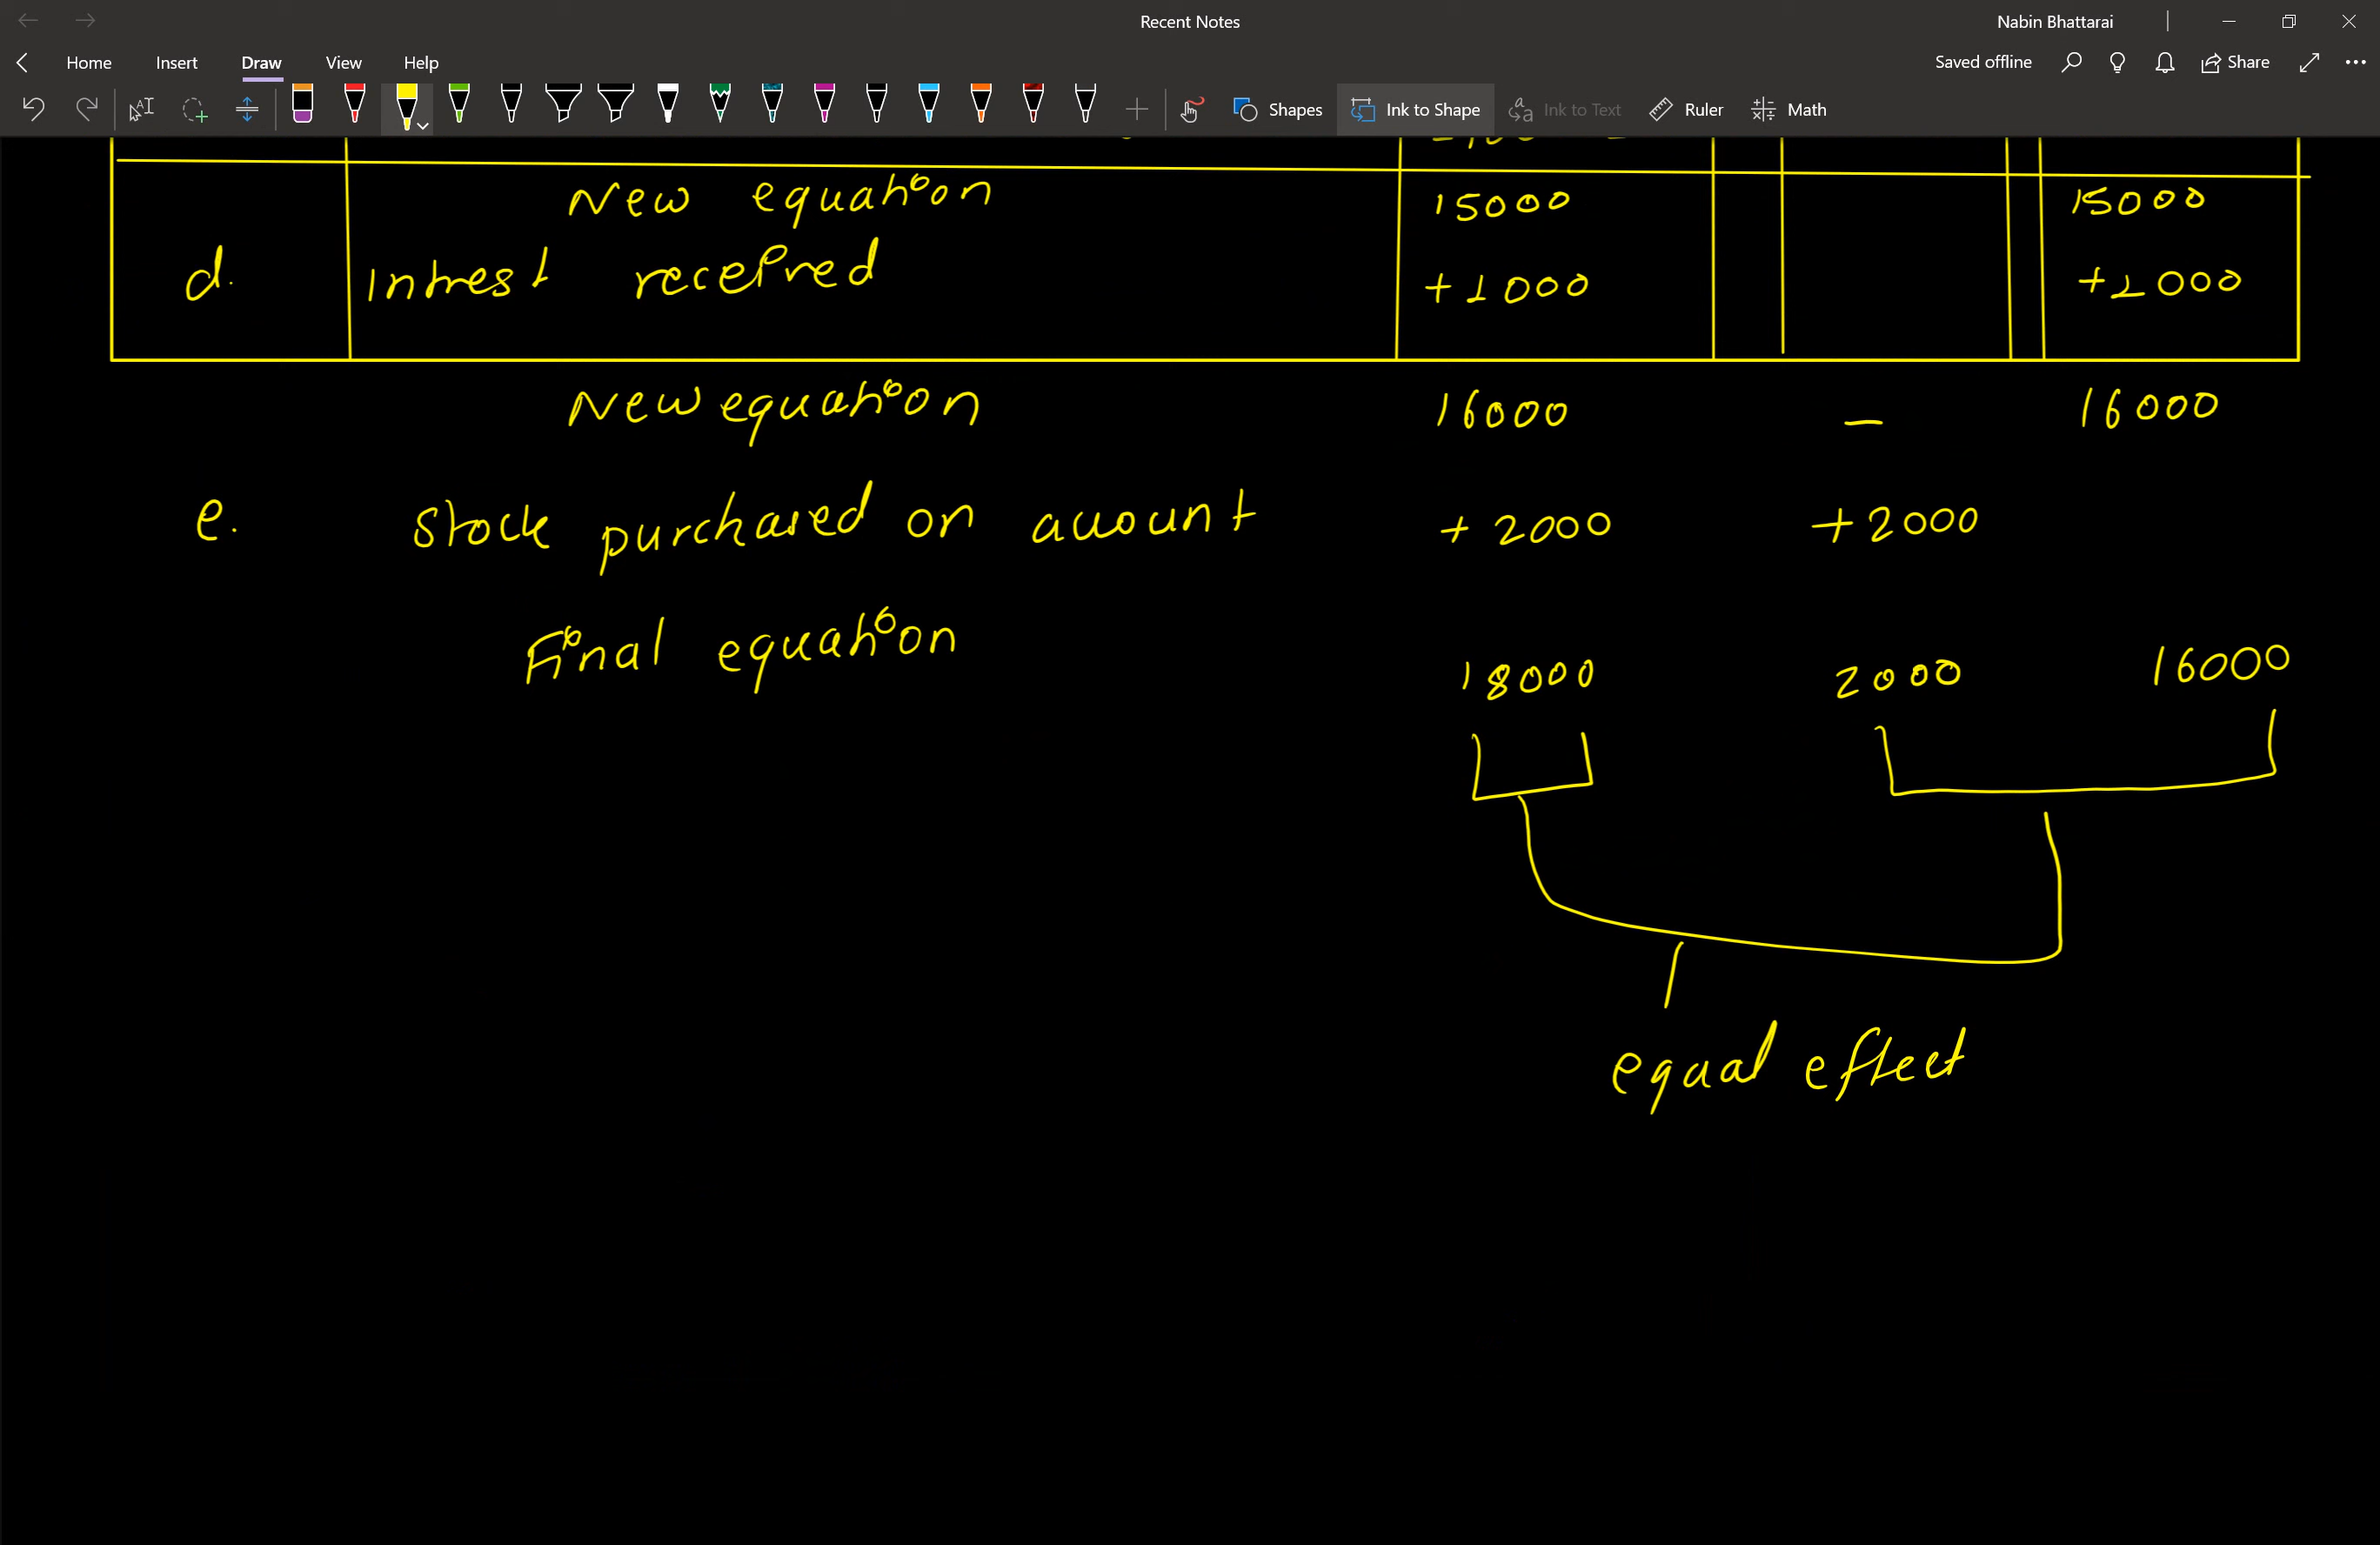 Recent Notes Nabin Bhattarai
Home Insert Draw View Help Saved offline Share
Shapes Ink to Shape Ink to Text Ruler Math
New equation 15000 15000
d. Intrest received +1000 +1000
New equation 16000 – 16000
e. Stock purchased on account +2000 +2000
Final equation 18000 2000 16000
equal effect